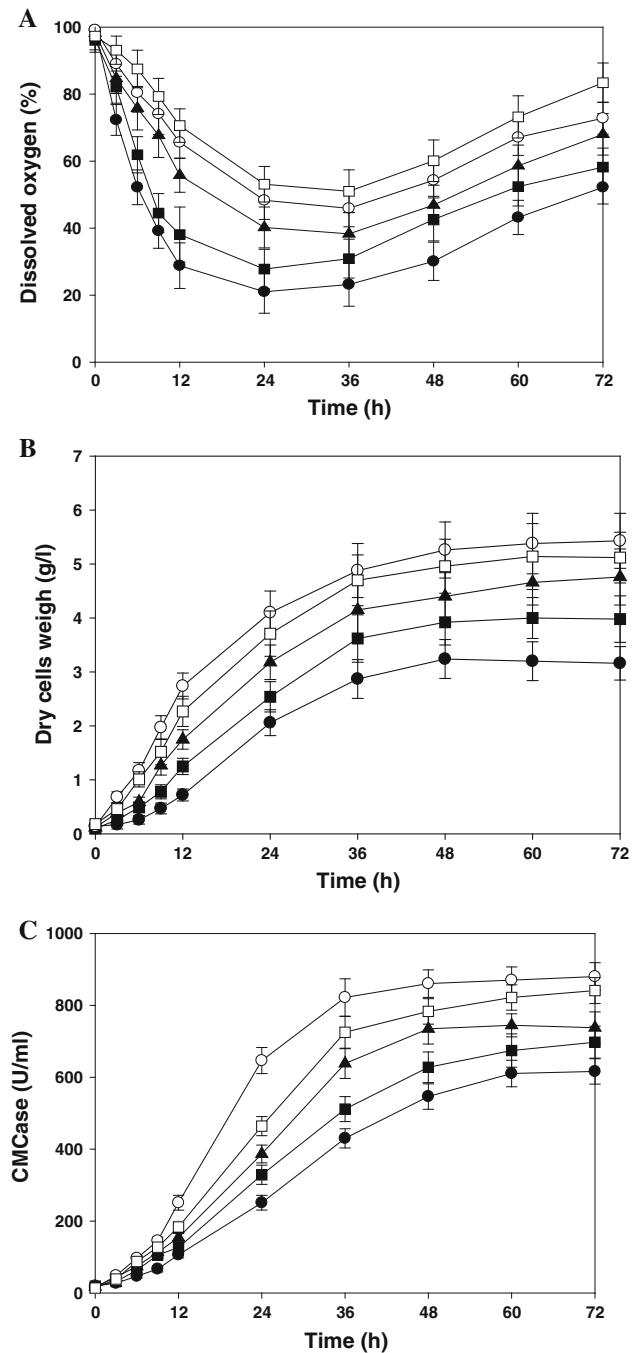 A
Dissolved oxygen (%)
100
80
60
40
20
0
0 12 24 36 48 60 72
Time (h)
B
Dry cells weigh (g/l)
7
6
5
4
3
2
1
0
0 12 24 36 48 60 72
Time (h)
C
CMCase (U/ml)
1000
800
600
400
200
0
0 12 24 36 48 60 72
Time (h)